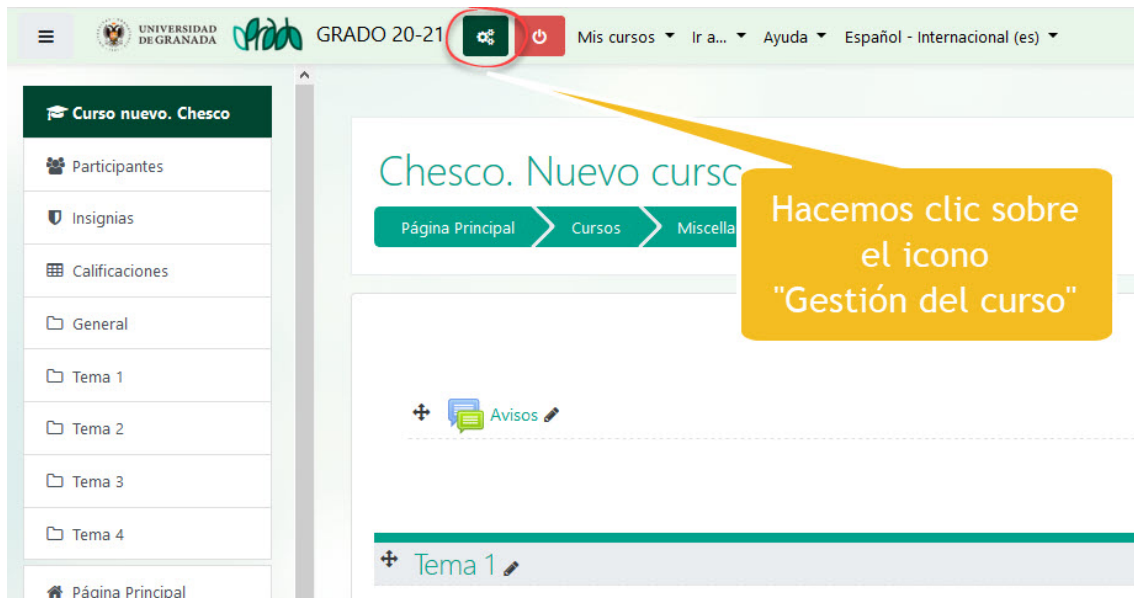 UNIVERSIDAD
DE GRANADA
Prado
GRADO 20-21
Mis cursos
Ir a...
Ayuda
Español - Internacional (es)
Curso nuevo. Chesco
Participantes
Insignias
Calificaciones
General
Tema 1
Tema 2
Tema 3
Tema 4
Página Principal
Chesco. Nuevo curso
Página Principal
Cursos
Miscella
Hacemos clic sobre
el icono
"Gestión del curso"
Avisos
Tema 1